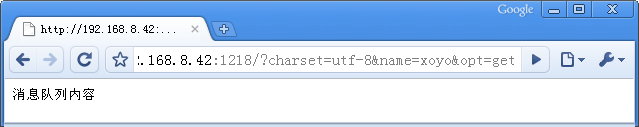 Google
http://192.168.8.42:...
2.168.8.42:1218/?charset=utf-8&name=xoyo&opt=get
消息队列内容